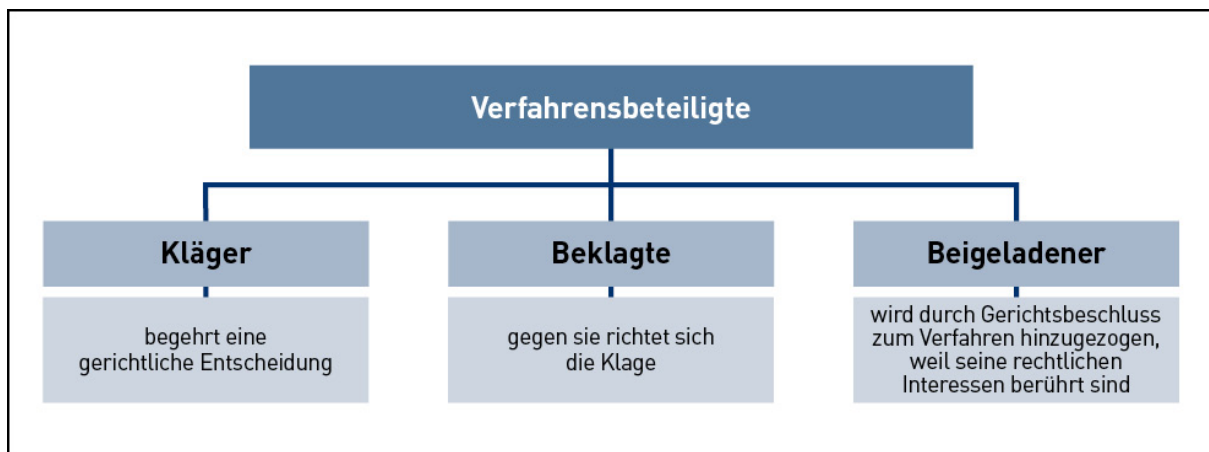 Verfahrensbeteiligte
Kläger
begehrt eine
gerichtliche Entscheidung
Beklagte
gegen sie richtet sich
die Klage
Beigeladener
wird durch Gerichtsbeschluss
zum Verfahren hinzugezogen,
weil seine rechtlichen
Interessen berührt sind